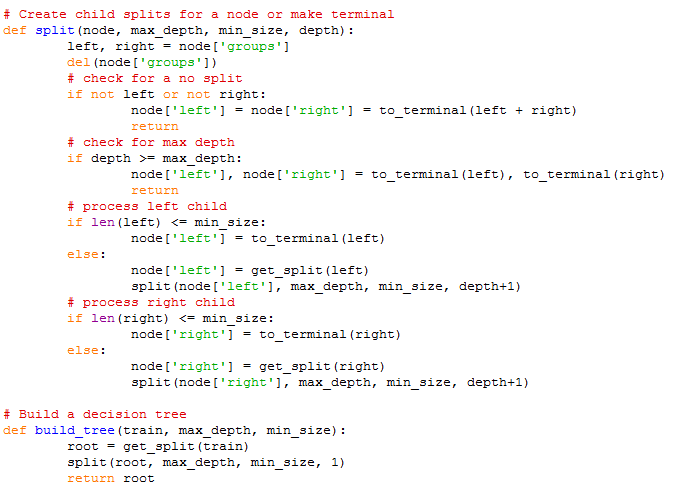 # Create child splits for a node or make terminal
def split(node, max_depth, min_size, depth):
        left, right = node['groups']
        del(node['groups'])
        # check for a no split
        if not left or not right:
                node['left'] = node['right'] = to_terminal(left + right)
                return
        # check for max depth
        if depth >= max_depth:
                node['left'], node['right'] = to_terminal(left), to_terminal(right)
                return
        # process left child
        if len(left) <= min_size:
                node['left'] = to_terminal(left)
        else:
                node['left'] = get_split(left)
                split(node['left'], max_depth, min_size, depth+1)
        # process right child
        if len(right) <= min_size:
                node['right'] = to_terminal(right)
        else:
                node['right'] = get_split(right)
                split(node['right'], max_depth, min_size, depth+1)

# Build a decision tree
def build_tree(train, max_depth, min_size):
        root = get_split(train)
        split(root, max_depth, min_size, 1)
        return root